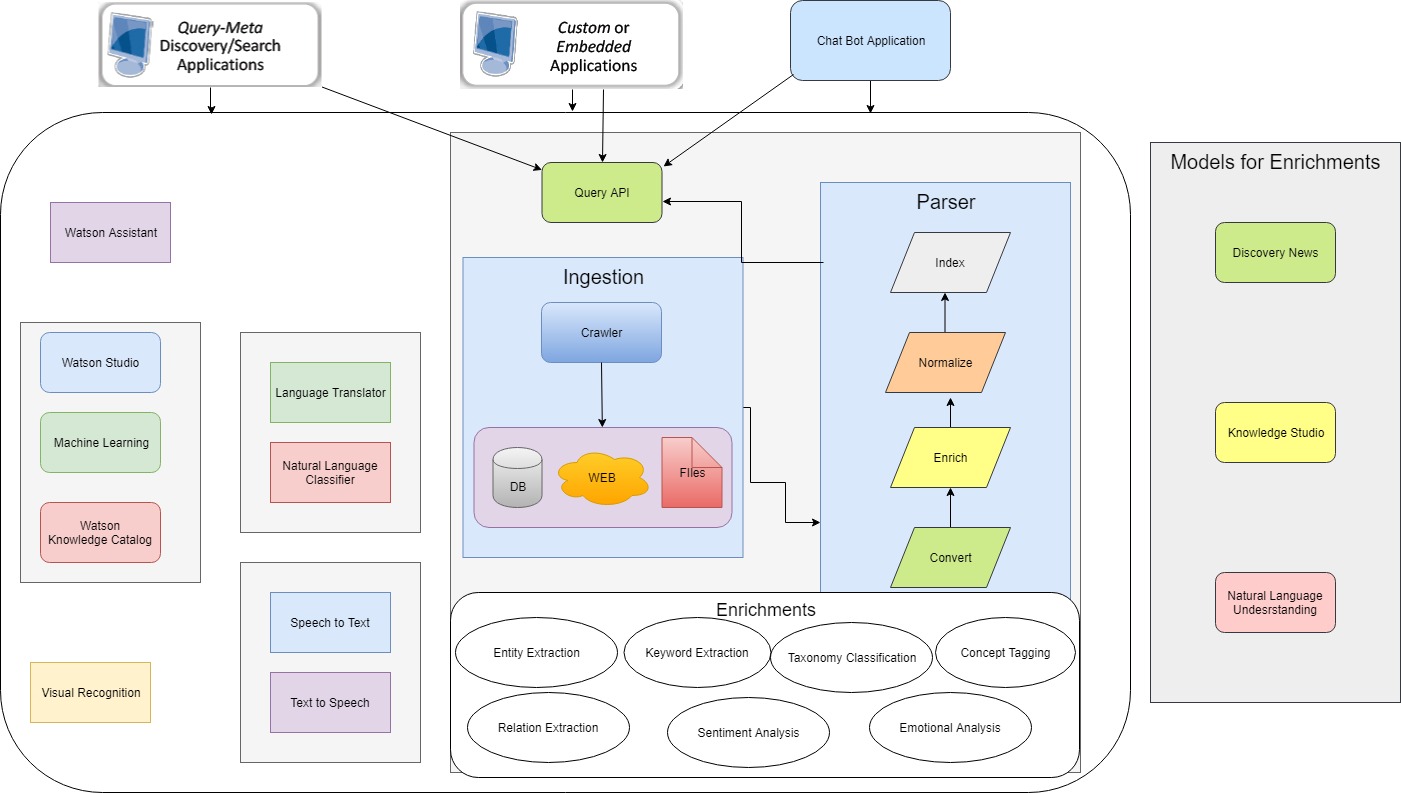 Query-Meta
Discovery/Search
Applications
Custom or
Embedded
Applications
Chat Bot Application
Models for Enrichments
Query API
Parser
Watson Assistant
Discovery News
Index
Ingestion
Crawler
Watson Studio
Normalize
Language Translator
Machine Learning
Knowledge Studio
Natural Language
Classifier
Enrich
DB
WEB
FIles
Watson
Knowledge Catalog
Convert
Natural Language
Undesrstanding
Enrichments
Speech to Text
Entity Extraction
Keyword Extraction
Taxonomy Classification
Concept Tagging
Visual Recognition
Text to Speech
Relation Extraction
Sentiment Analysis
Emotional Analysis